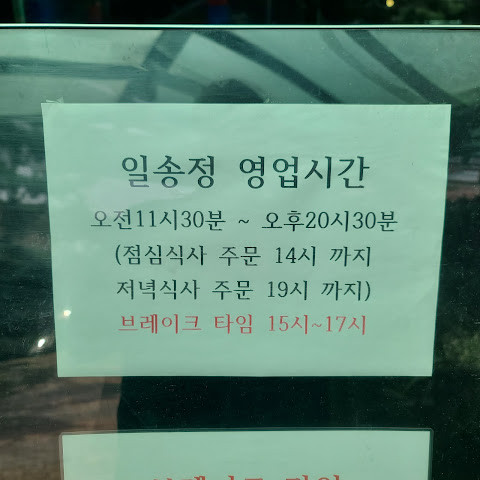 일송정 영업시간
오전11시30분 ~ 오후20시30분
(점심식사 주문 14시 까지
저녁식사 주문 19시 까지)
브레이크 타임 15시~17시